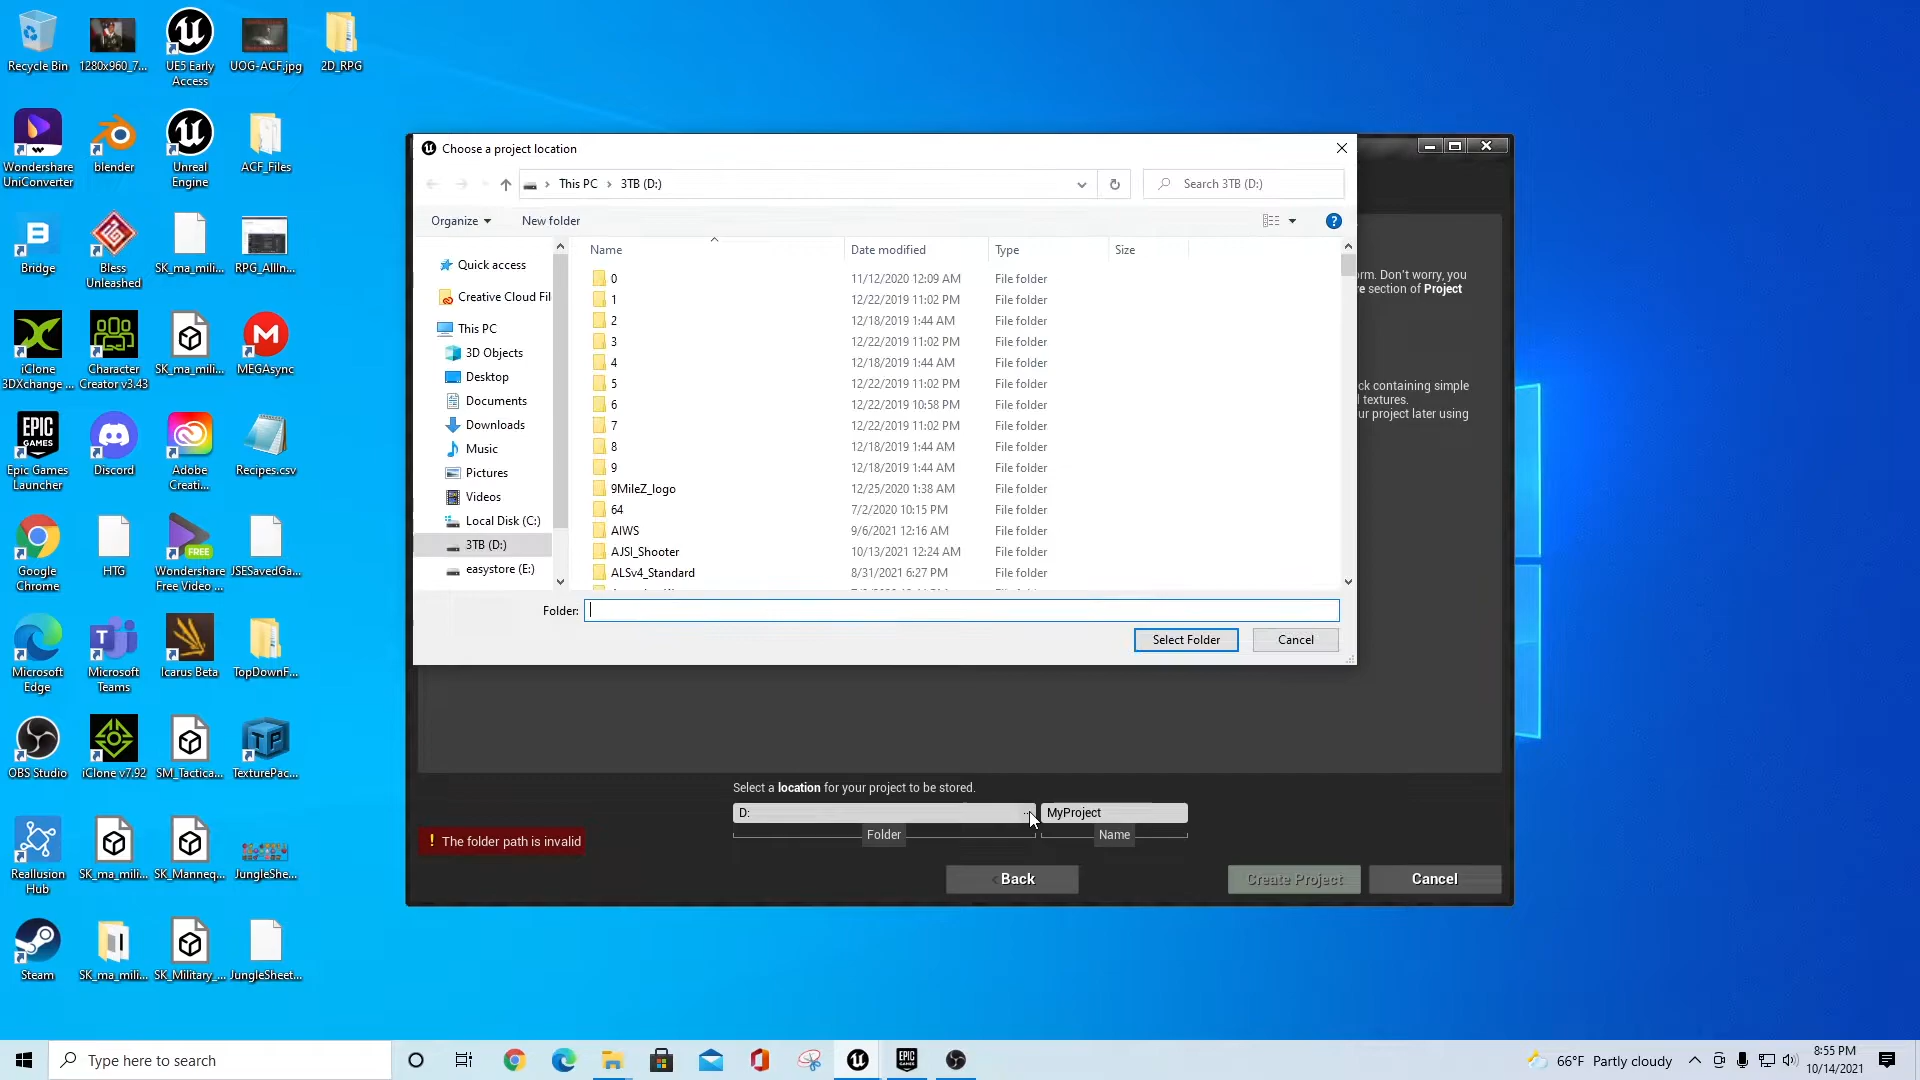 Recycle Bin
1280x960_7...
UE5 Early
Access
UOG-ACF.jpg
2D_RPG
Wondershare
UniConverter
blender
Unreal
Engine
ACF_Files
Bridge
Bless
Unleashed
SK_ma_mili...
RPG_AllIn...
iClone
3DXchange ...
Character
Creator v3.43
SK_ma_mili...
MEGAsync
EPIC
GAMES
Epic Games
Launcher
Discord
Adobe
Creati...
Recipes.csv
Google
Chrome
HTG
FREE
Wondershare
Free Video ...
JSESavedGa...
Microsoft
Edge
Microsoft
Teams
Icarus Beta
TopDownF...
OBS Studio
iClone v7.92
SM_Tactica...
TexturePac...
Reallusion
Hub
SK_ma_mili...
SK_Manneq...
JungleShe...
Steam
SK_ma_mili...
SK_Military_...
JungleSheet...
Choose a project location
This PC > 3TB (D:)
Search 3TB (D:)
Organize
New folder
Quick access
Creative Cloud Fil
This PC
3D Objects
Desktop
Documents
Downloads
Music
Pictures
Videos
Local Disk (C:)
3TB (D:)
easystore (E:)
Name Date modified Type Size
0 11/12/2020 12:09 AM File folder
1 12/22/2019 11:02 PM File folder
2 12/18/2019 1:44 AM File folder
3 12/22/2019 11:02 PM File folder
4 12/18/2019 1:44 AM File folder
5 12/22/2019 11:02 PM File folder
6 12/22/2019 10:58 PM File folder
7 12/22/2019 11:02 PM File folder
8 12/18/2019 1:44 AM File folder
9 12/18/2019 1:44 AM File folder
9MileZ_logo 12/25/2020 1:38 AM File folder
64 7/2/2020 10:15 PM File folder
AIWS 9/6/2021 12:16 AM File folder
AJSI_Shooter 10/13/2021 12:24 AM File folder
ALSv4_Standard 8/31/2021 6:27 PM File folder
Folder:
Select Folder
Cancel
rm. Don't worry, you
e section of Project
ck containing simple
l textures.
ur project later using
Select a location for your project to be stored.
D:
MyProject
Folder
Name
! The folder path is invalid
Back
Create Project
Cancel
Type here to search
EPIC
GAMES
66°F Partly cloudy
8:55 PM
10/14/2021